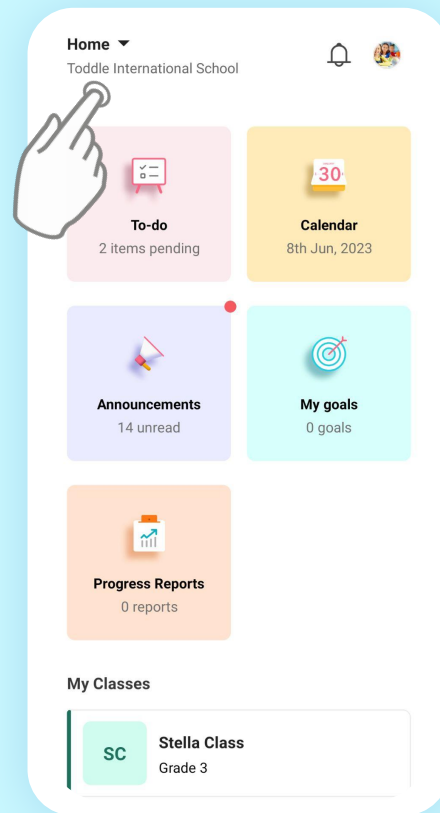 Home
Toddle International School
To-do
2 items pending
30
Calendar
8th Jun, 2023
Announcements
14 unread
My goals
0 goals
Progress Reports
0 reports
My Classes
SC
Stella Class
Grade 3